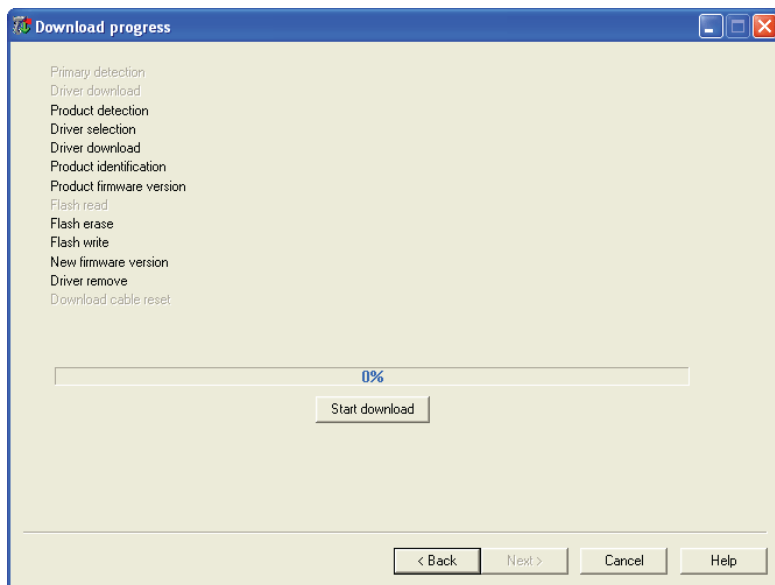 Download progress
Primary detection
Driver download
Product detection
Driver selection
Driver download
Product identification
Product firmware version
Flash read
Flash erase
Flash write
New firmware version
Driver remove
Download cable reset
0%
Start download
< Back
Next >
Cancel
Help